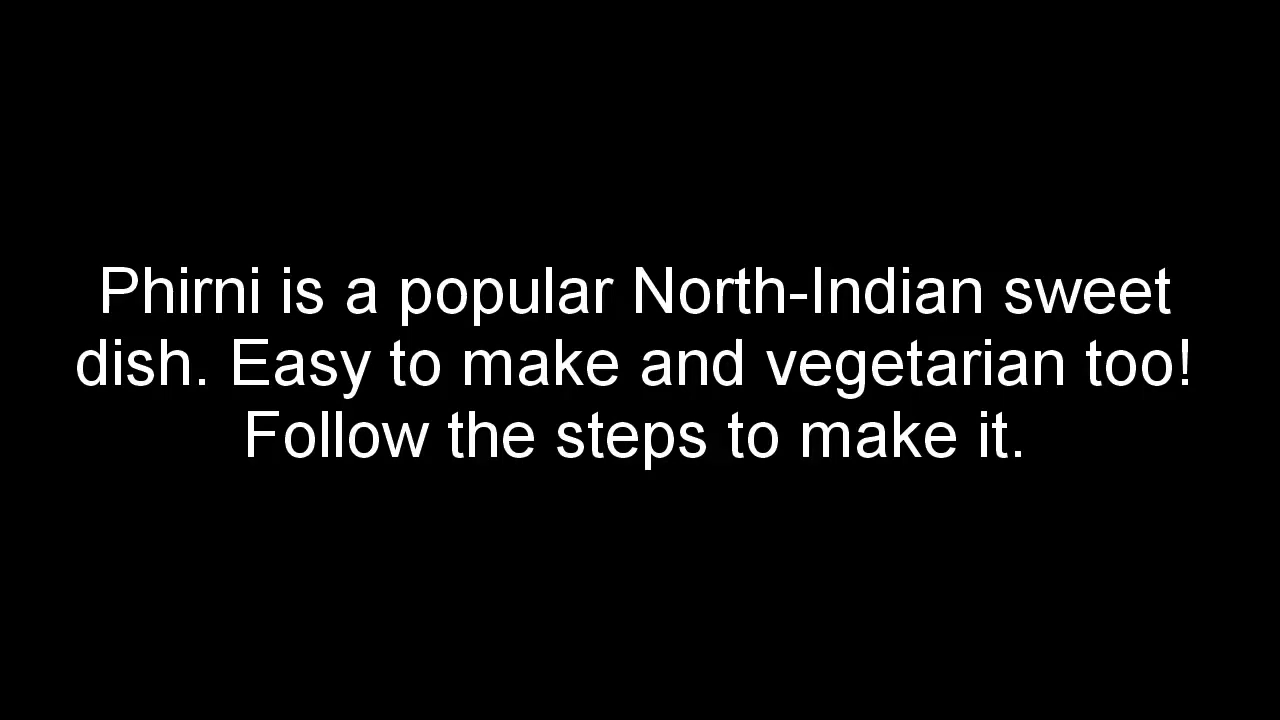 Phirni is a popular North-Indian sweet
dish. Easy to make and vegetarian too!
Follow the steps to make it.